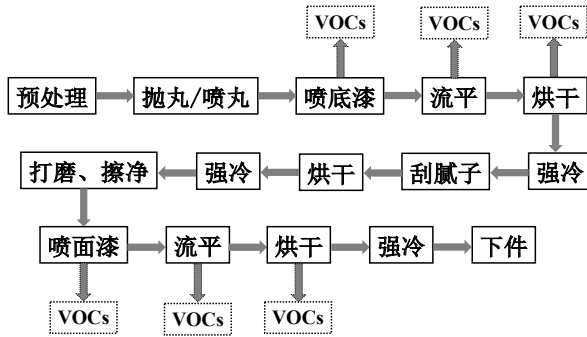 VOCs VOCs VOCs
预处理 抛丸/喷丸 喷底漆 流平 烘干
打磨、擦净 强冷 烘干 刮腻子 强冷
喷面漆 流平 烘干 强冷 下件
VOCs VOCs VOCs